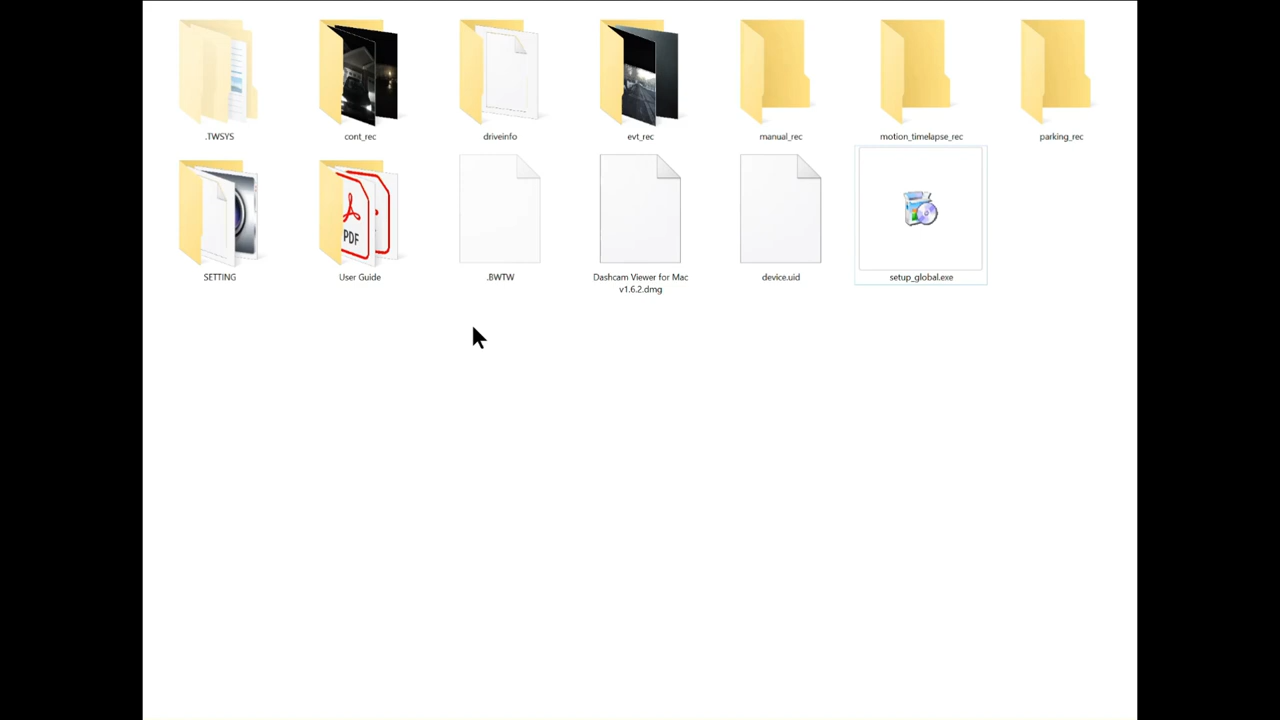 .TWSYS
cont_rec
driveinfo
evt_rec
manual_rec
motion_timelapse_rec
parking_rec
PDF
SETTING
User Guide
.BWTW
Dashcam Viewer for Mac
v1.6.2.dmg
device.uid
setup_global.exe